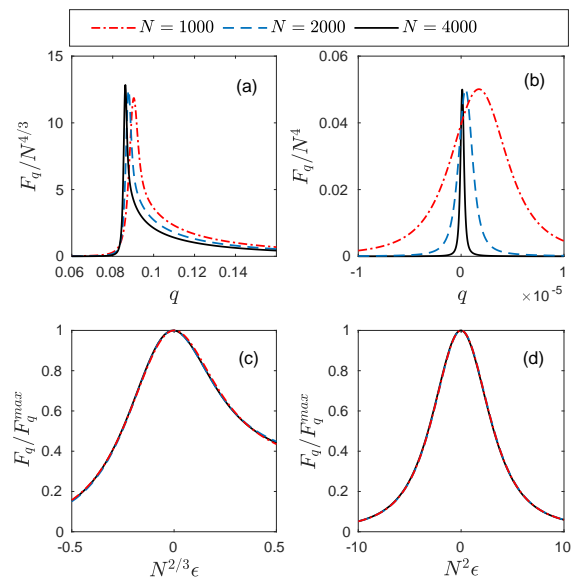 N = 1000 N = 2000 N = 4000
(a)
F_q/N^{4/3}
15
10
5
0
0.06 0.08 0.1 0.12 0.14
q
(b)
F_q/N^4
0.06
0.04
0.02
0
-1 0 1
×10^{-5}
q
(c)
F_q/F_q^{max}
1
0.8
0.6
0.4
0.2
0
-0.5 0 0.5
N^{2/3}ϵ
(d)
F_q/F_q^{max}
1
0.8
0.6
0.4
0.2
0
-10 0 10
N^2ϵ